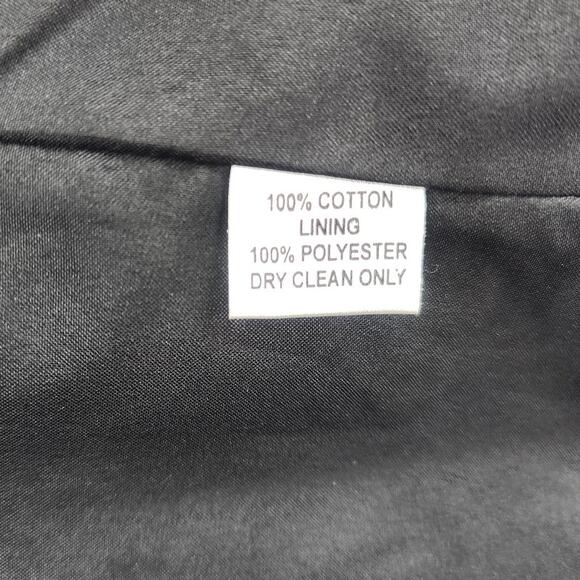 100% COTTON
LINING
100% POLYESTER
DRY CLEAN ONLY